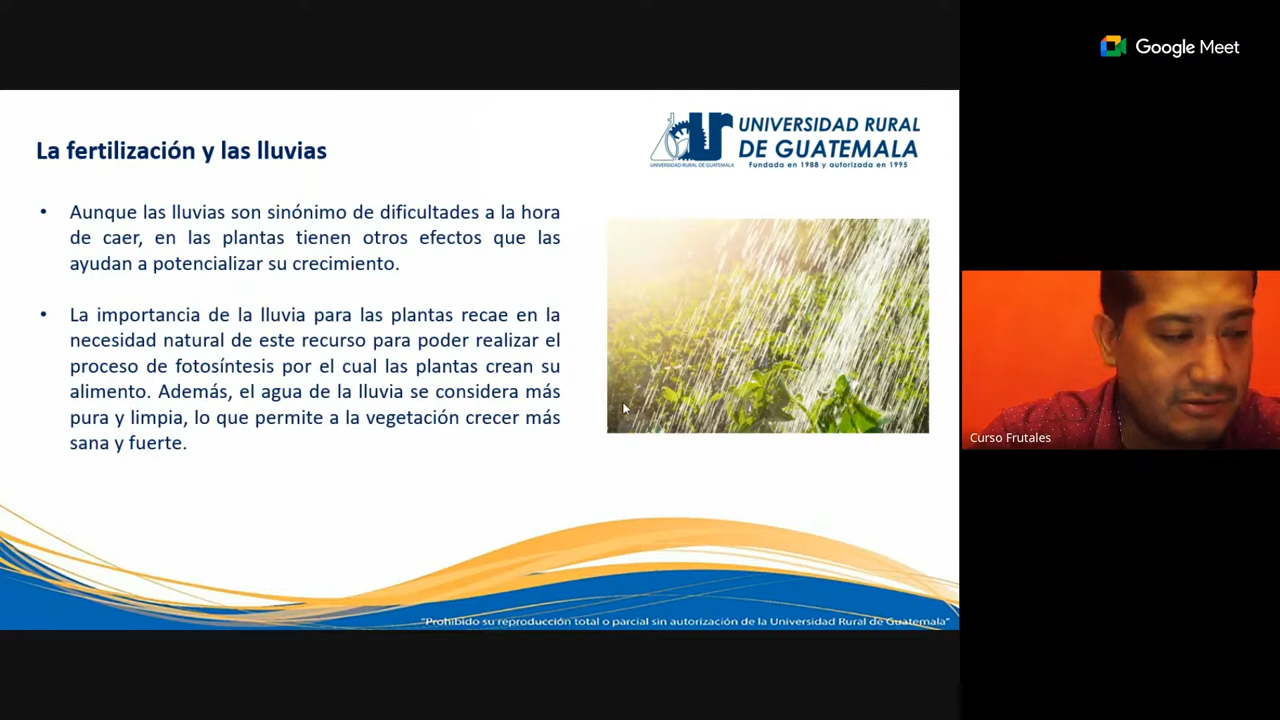 Google Meet
UNIVERSIDAD RURAL
DE GUATEMALA
Fundada en 1988 y autorizada en 1995
UNIVERSIDAD RURAL DE GUATEMALA
La fertilización y las lluvias
• Aunque las lluvias son sinónimo de dificultades a la hora
de caer, en las plantas tienen otros efectos que las
ayudan a potencializar su crecimiento.
• La importancia de la lluvia para las plantas recae en la
necesidad natural de este recurso para poder realizar el
proceso de fotosíntesis por el cual las plantas crean su
alimento. Además, el agua de la lluvia se considera más
pura y limpia, lo que permite a la vegetación crecer más
sana y fuerte.
Curso Frutales
"Prohibido su reproducción total o parcial sin autorización de la Universidad Rural de Guatemala"